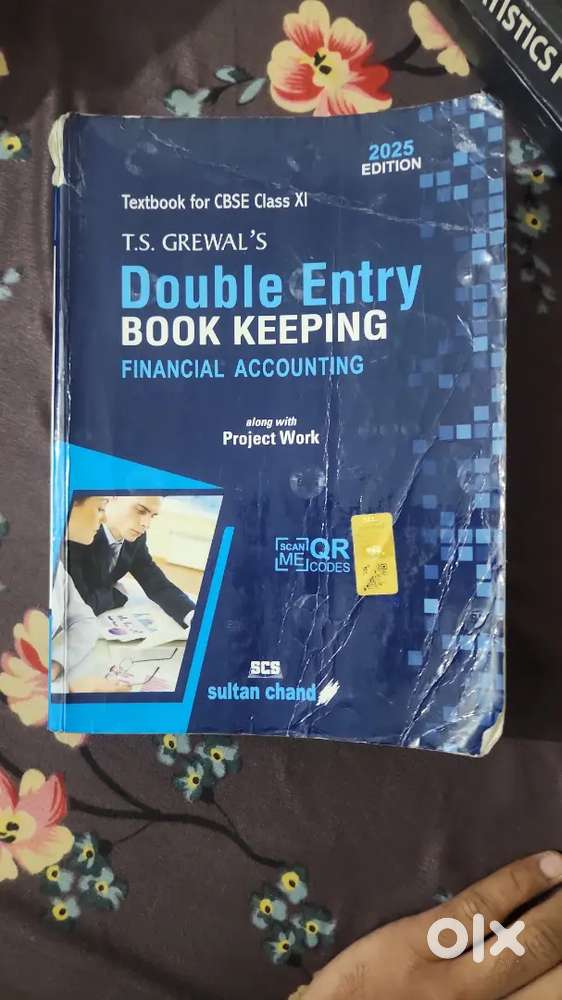 TISTICS F
2025
EDITION
Textbook for CBSE Class XI
T.S. GREWAL'S
Double Entry
BOOK KEEPING
FINANCIAL ACCOUNTING
along with
Project Work
SCAN
ME
QR
CODES
SCS
sultan chand
olx